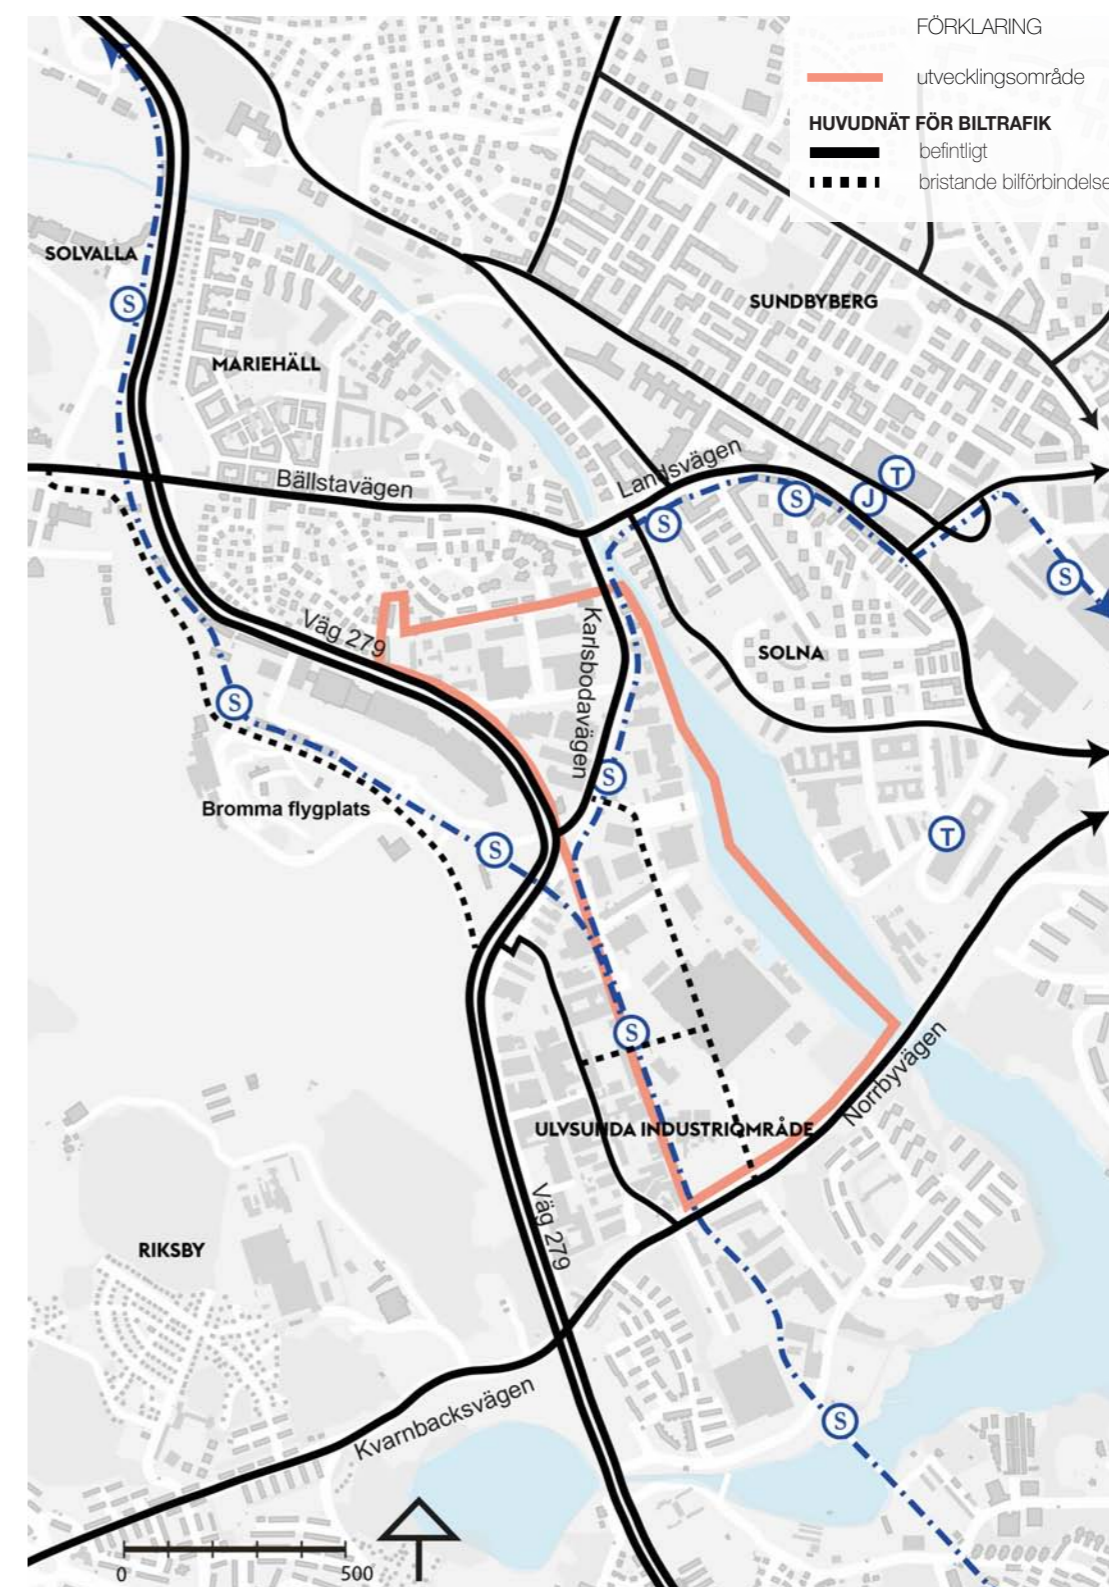 FÖRKLARING
utvecklingsområde
HUVUDNÄT FÖR BILTRAFIK
befintligt
bristande bilförbindelse
SOLVALLA
S
SUNDBYBERG
MARIEHÄLL
Bällstavägen
Landsvägen
T
J
S
S
S
Väg 279
Karlsbodavägen
SOLNA
S
S
Bromma flygplats
T
S
S
Norrbyvägen
ULVSUNDA INDUSTRIOMRÅDE
Väg 279
RIKSBY
Kvarnbacksvägen
S
0
500